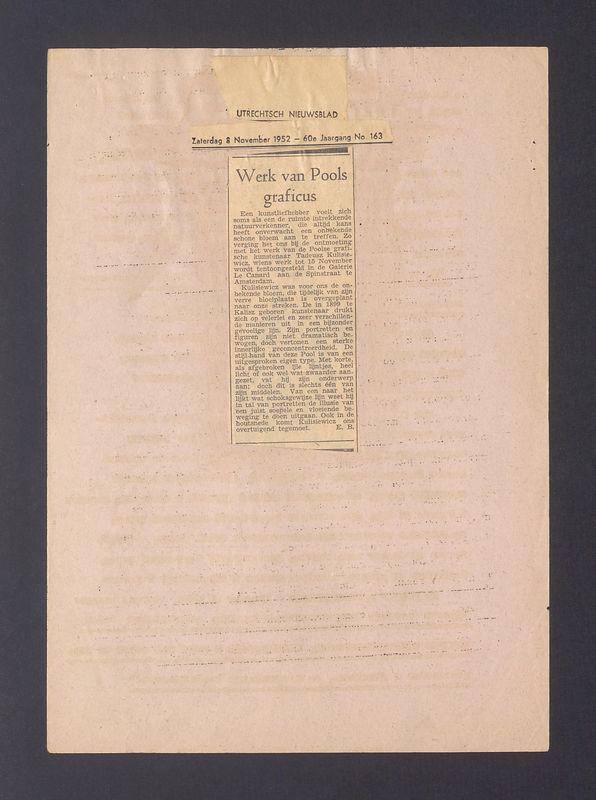 UTRECHTSCH NIEUWSBLAD
Zaterdag 8 November 1952 — 60e Jaargang No. 163
Werk van Pools
graficus
Een kunstliefhebber voelt zich
soms als een de ruimte intrekkende
natuurverkenner, die altijd kans
heeft onverwacht een onbekende
schone bloem aan te treffen. Zo
verging het ons bij de ontmoeting
met het werk van de Poolse grafi-
sche kunstenaar Tadeusz Kulisie-
wicz, wiens werk tot 15 November
wordt tentoongesteld in de Galerie
Le Canard aan de Spinstraat te
Amsterdam.
Kulisiewicz was voor ons de on-
bekende bloem, die tijdelijk van zijn
verre bloeiplaats is overgeplant
naar onze streken. De in 1899 te
Kalisz geboren kunstenaar drukt
zich op velerlei en zeer verschillen-
de manieren uit in een bijzonder
gevoelige lijn. Zijn portretten en
figuren zijn niet dramatisch be-
wogen, doch vertonen een sterke
innerlijke geconcentreerdheid. De
stijl-hand van deze Pool is van een
uitgesproken eigen type. Met korte,
als afgebroken ijle lijntjes, heel
licht of ook wel wat zwaarder aan-
gezet, vat hij zijn onderwerp
aan; doch dit is slechts één van
zijn middelen. Van een naar het
lijkt wat schoksgewijze lijn weet hij
in tal van portretten de illusie van
een juist soepele en vloeiende be-
weging te doen uitgaan. Ook in de
houtsnede komt Kulisiewicz ons
overtuigend tegemoet. E. B.